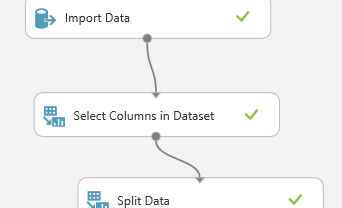 Import Data
Select Columns in Dataset
Split Data